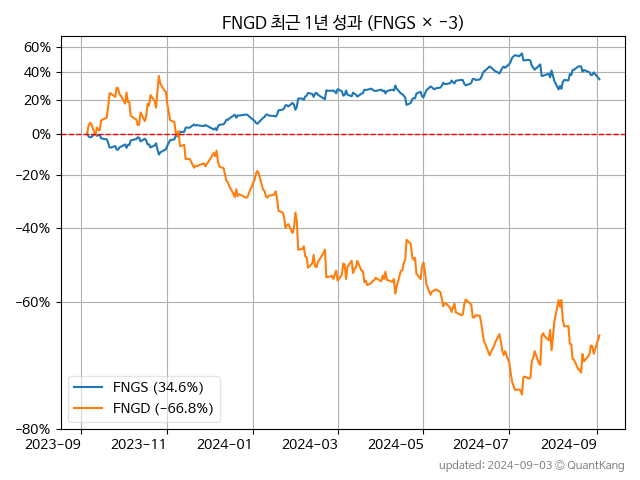 FNGD 최근 1년 성과 (FNGS × −3)
60%
40%
20%
0%
−20%
−40%
−60%
−80%
FNGS (34.6%)
FNGD (−66.8%)
2023-09 2023-11 2024-01 2024-03 2024-05 2024-07 2024-09
updated: 2024-09-03 © QuantKang